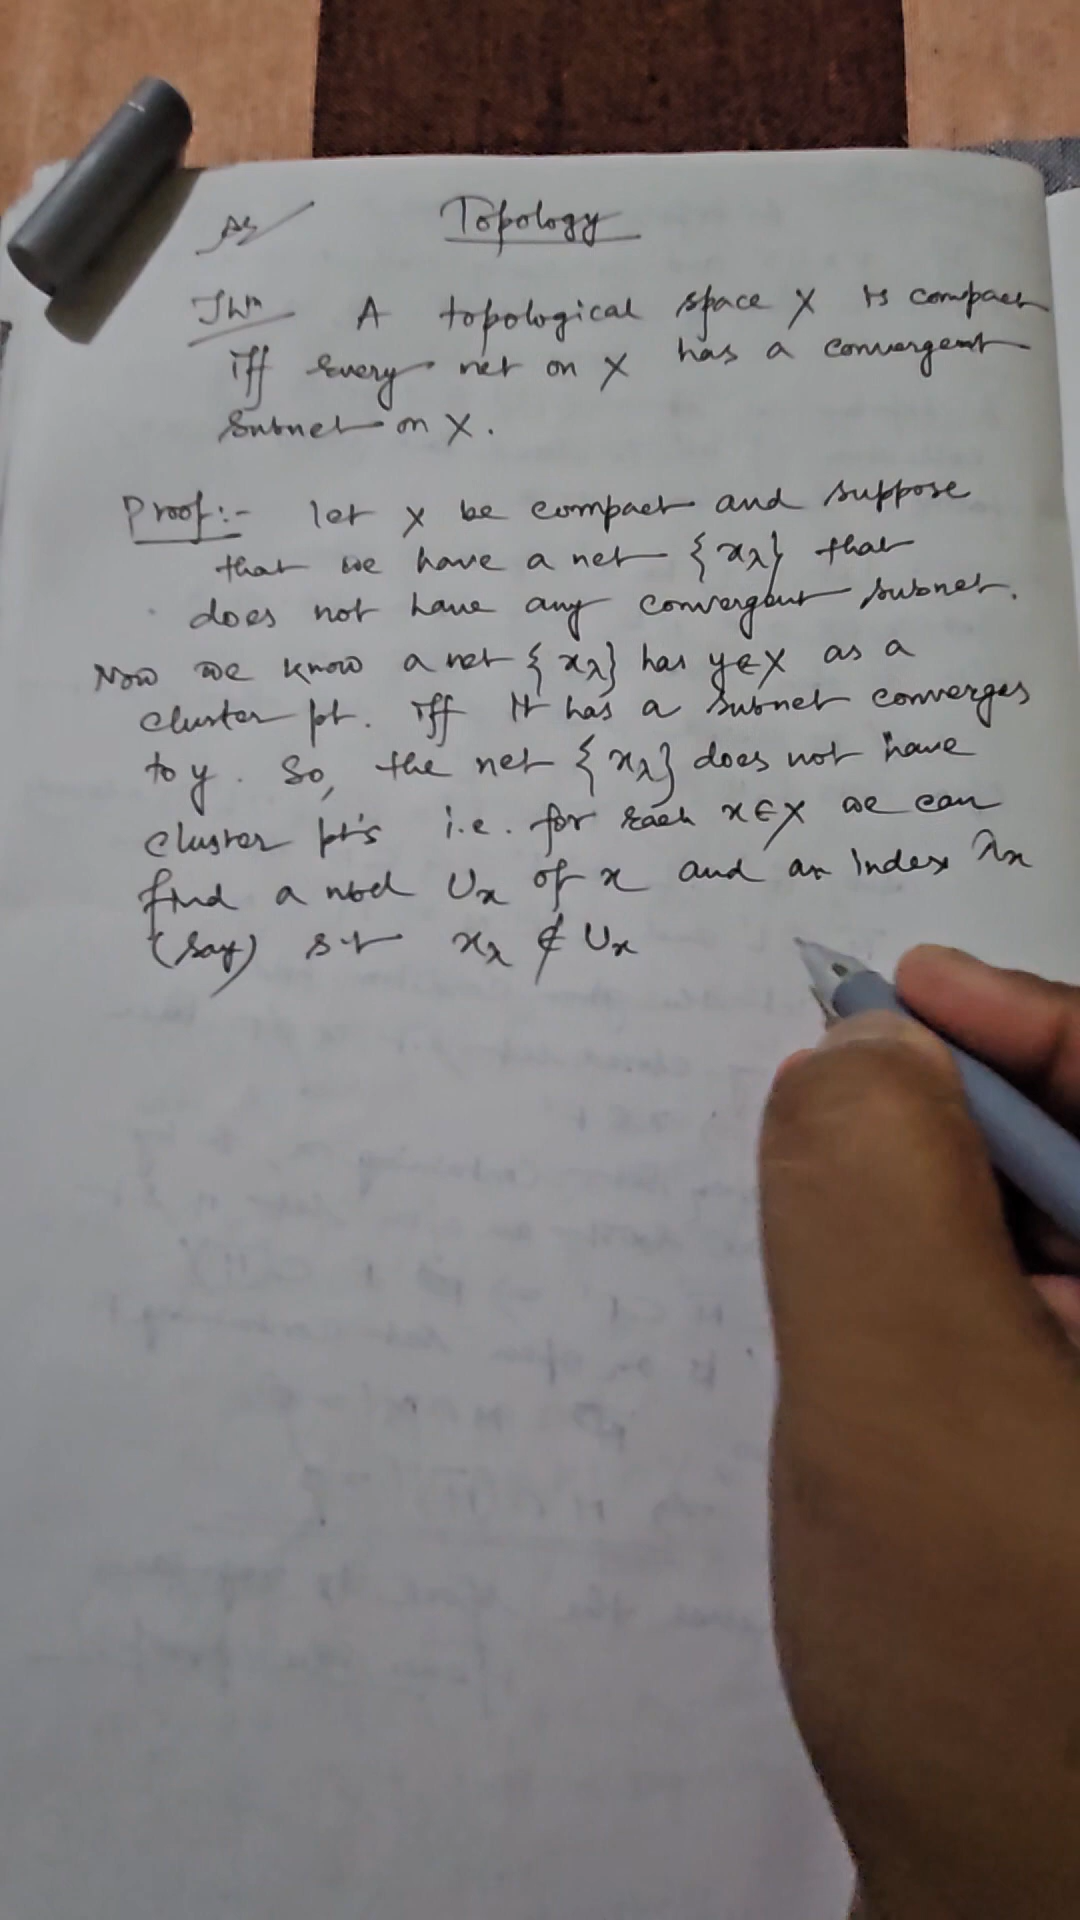 Topology
Thm A topological space X is compact
iff every net on X has a convergent
subnet on X.
Proof:- let X be compact and suppose
that we have a net {xλ} that
does not have any convergent subnet.
Now we know a net {xλ} has y∈X as a
cluster pt. iff it has a subnet converges
to y. So, the net {xλ} does not have
cluster pt's i.e. for each x∈X we can
find a nbd Ux of x and an index λx
(say) s.t xλ ∉ Ux